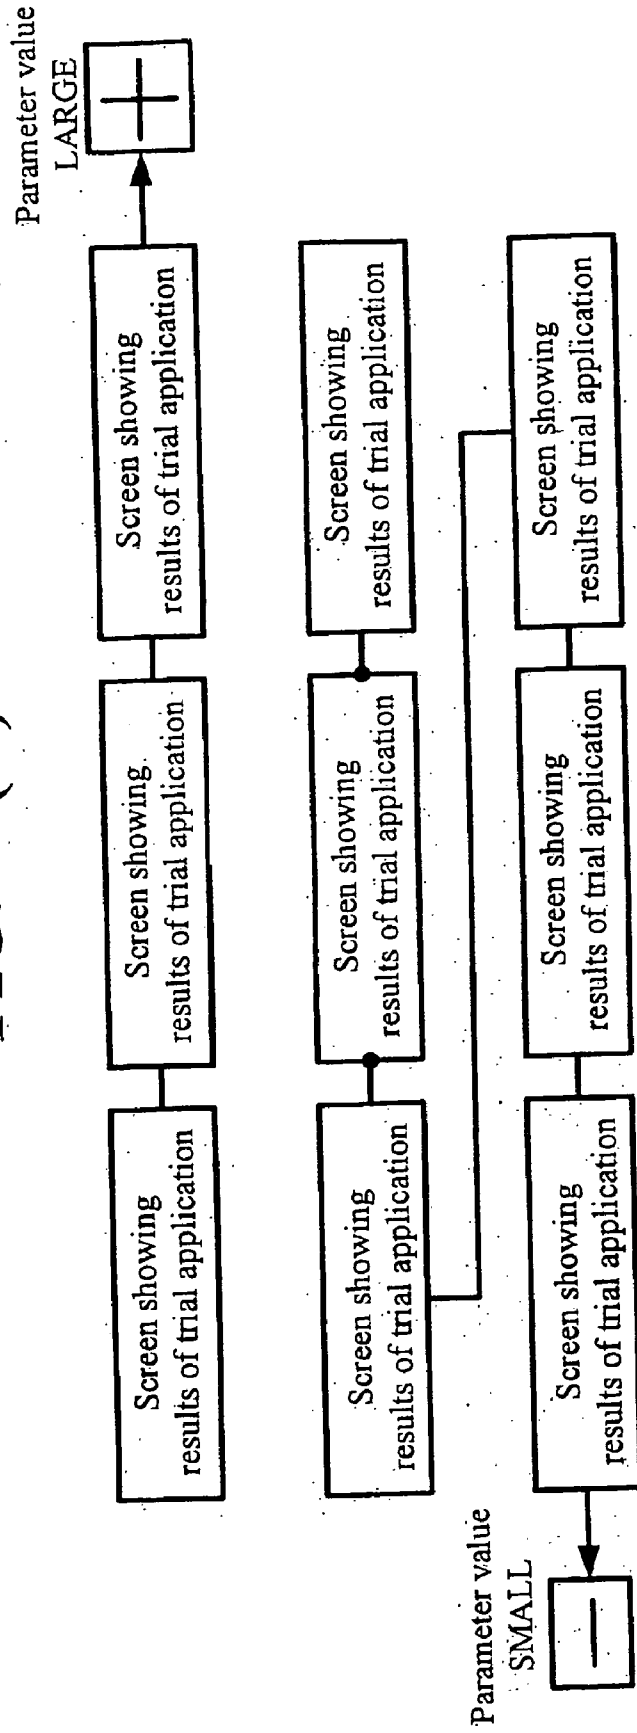 Parameter value
LARGE
+
Screen showing
results of trial application
Screen showing
results of trial application
Screen showing
results of trial application
Screen showing
results of trial application
Screen showing
results of trial application
Screen showing
results of trial application
Screen showing
results of trial application
Screen showing
results of trial application
Screen showing
results of trial application
Parameter value
SMALL
—